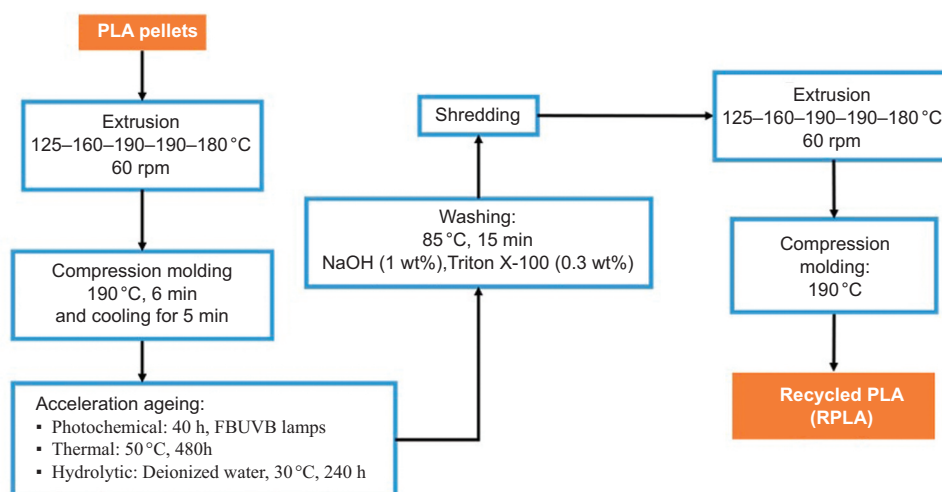 PLA pellets
Extrusion
125–160–190–190–180 °C
60 rpm
Compression molding
190 °C, 6 min
and cooling for 5 min
Acceleration ageing:
▪ Photochemical: 40 h, FBUVB lamps
▪ Thermal: 50 °C, 480h
▪ Hydrolytic: Deionized water, 30 °C, 240 h
Washing:
85 °C, 15 min
NaOH (1 wt%),Triton X-100 (0.3 wt%)
Shredding
Extrusion
125–160–190–190–180 °C
60 rpm
Compression
molding:
190 °C
Recycled PLA
(RPLA)